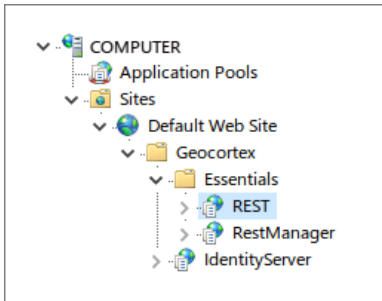 COMPUTER
Application Pools
Sites
Default Web Site
Geocortex
Essentials
REST
RestManager
IdentityServer